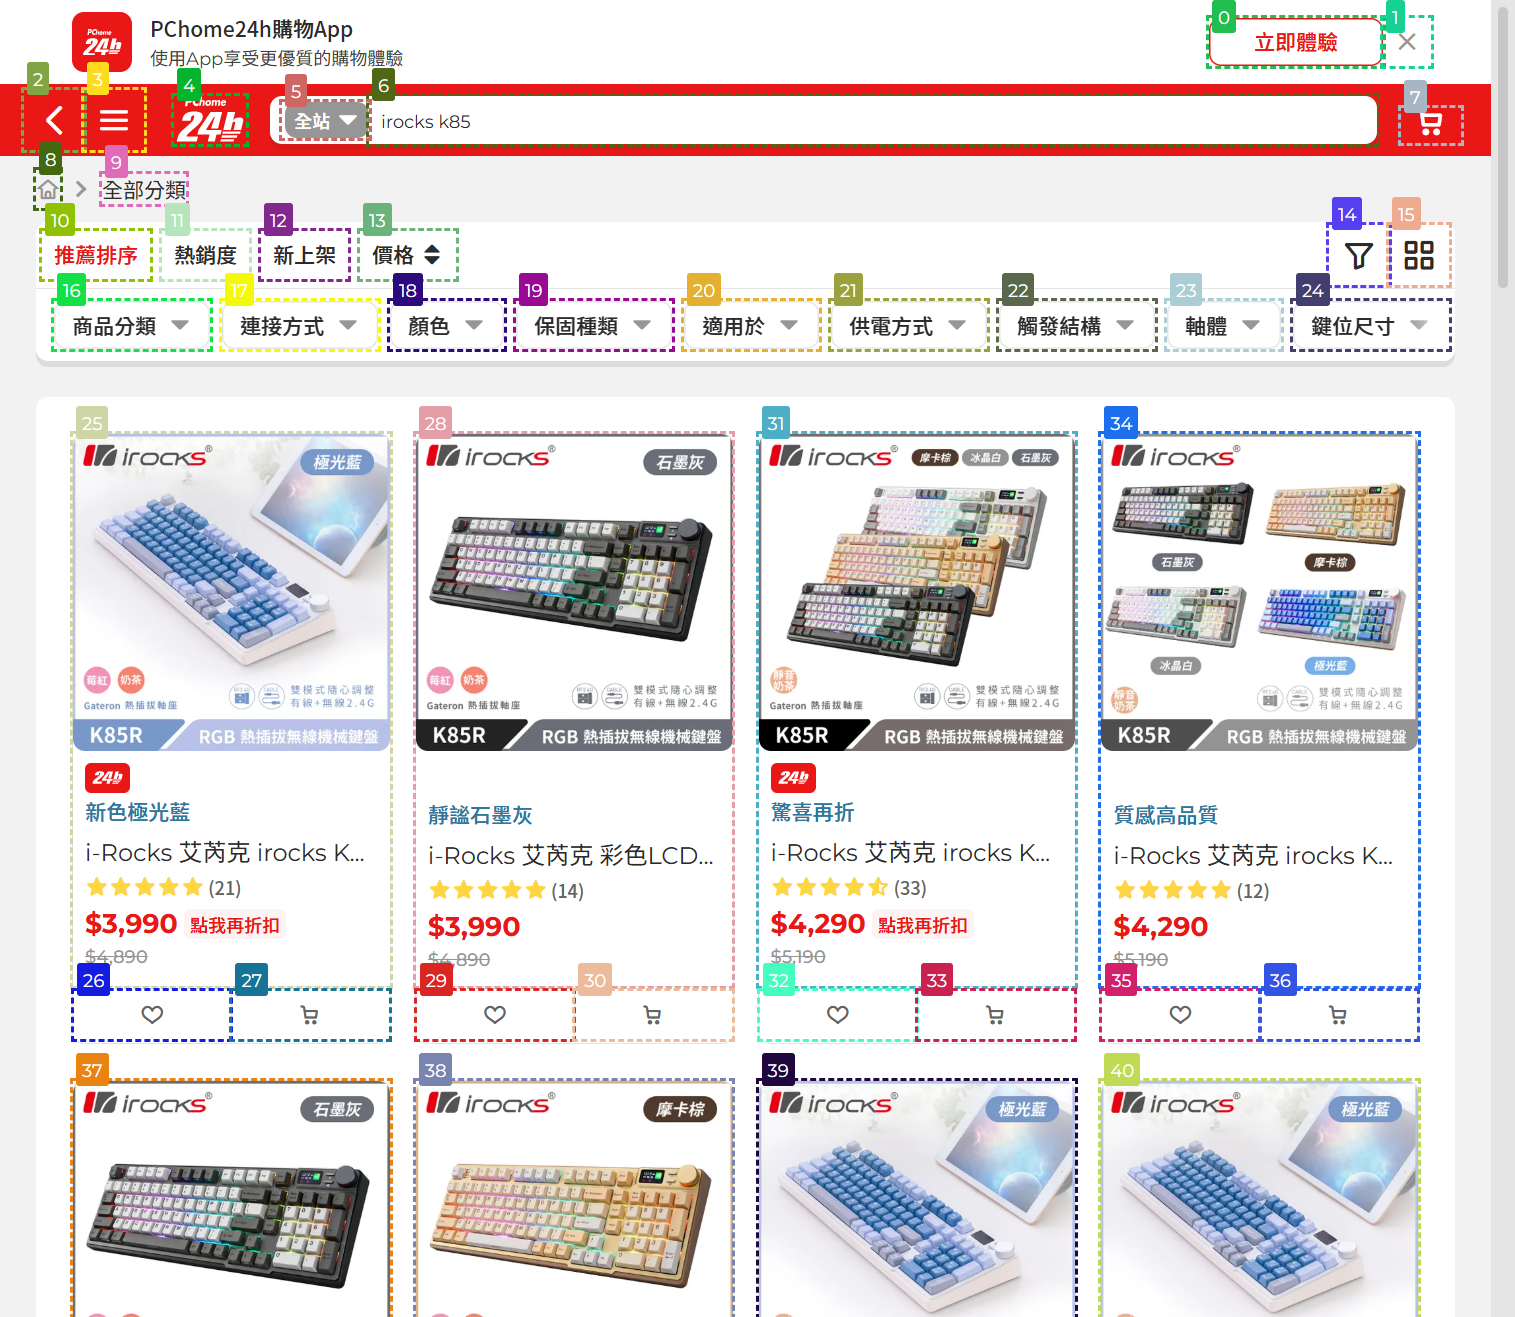 PChome24h購物App
使用App享受更優質的購物體驗
0
立即體驗
1
2
3
4
PChome 24h
5
全站
6
irocks k85
7
8
9
全部分類
10
推薦排序
11
熱銷度
12
新上架
13
價格
14
15
16
商品分類
17
連接方式
18
顏色
19
保固種類
20
適用於
21
供電方式
22
觸發結構
23
軸體
24
鍵位尺寸
25
irocks
極光藍
莓紅 奶茶
Gateron 熱插拔軸座
雙模式隨心調整
有線+無線2.4G
K85R RGB 熱插拔無線機械鍵盤
24h
新色極光藍
i-Rocks 艾芮克 irocks K...
(21)
$3,990 點我再折扣
$4,890
26
27
28
irocks
石墨灰
莓紅 奶茶
Gateron 熱插拔軸座
雙模式隨心調整
有線+無線2.4G
K85R RGB 熱插拔無線機械鍵盤
靜謐石墨灰
i-Rocks 艾芮克 彩色LCD...
(14)
$3,990
$4,890
29
30
31
irocks
摩卡棕 冰晶白 石墨灰
靜音奶茶
Gateron 熱插拔軸座
雙模式隨心調整
有線+無線2.4G
K85R RGB 熱插拔無線機械鍵盤
24h
驚喜再折
i-Rocks 艾芮克 irocks K...
(33)
$4,290 點我再折扣
$5,190
32
33
34
irocks
石墨灰 摩卡棕
冰晶白 極光藍
靜音奶茶
雙模式隨心調整
有線+無線2.4G
K85R RGB 熱插拔無線機械鍵盤
質感高品質
i-Rocks 艾芮克 irocks K...
(12)
$4,290
$5,190
35
36
37
irocks
石墨灰
38
irocks
摩卡棕
39
irocks
極光藍
40
irocks
極光藍